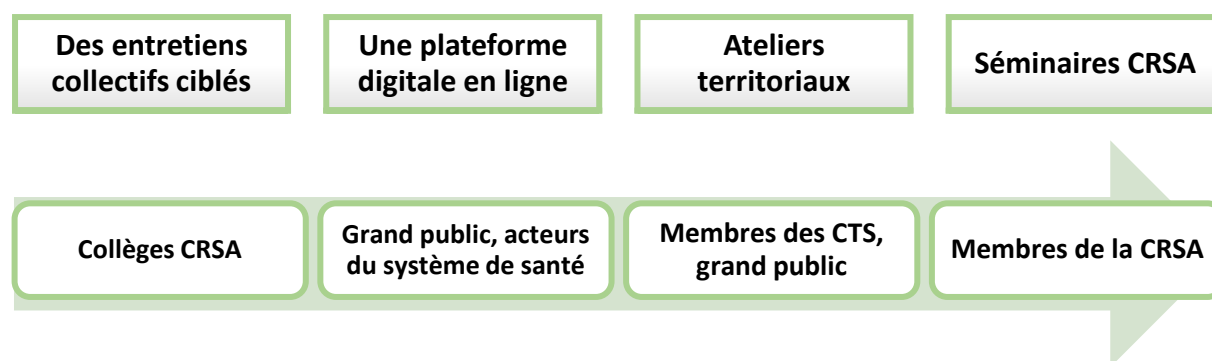 Des entretiens
collectifs ciblés
Une plateforme
digitale en ligne
Ateliers
territoriaux
Séminaires CRSA
Collèges CRSA
Grand public, acteurs
du système de santé
Membres des CTS,
grand public
Membres de la CRSA